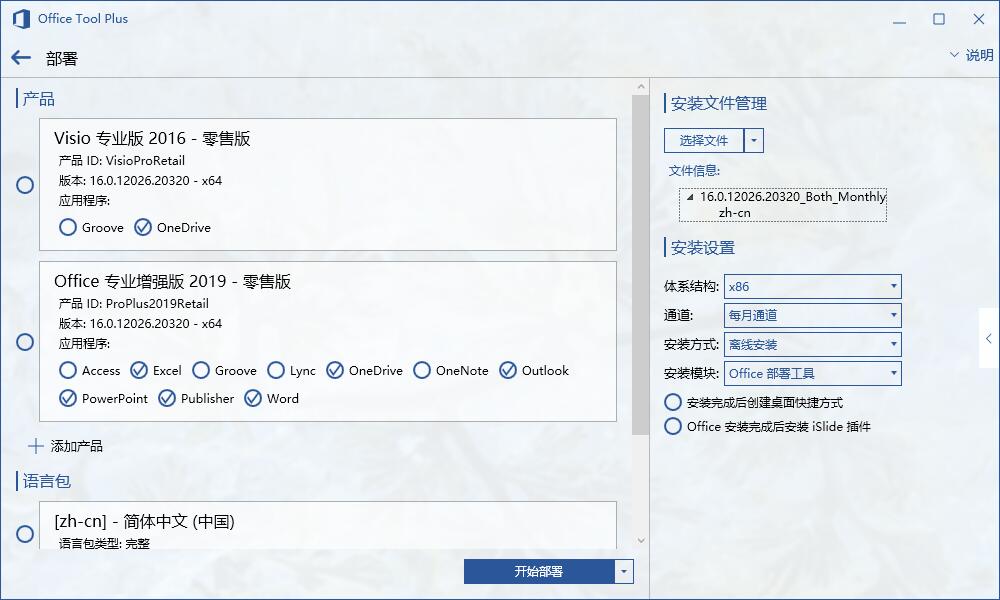 Office Tool Plus
部署
说明
产品
Visio 专业版 2016 - 零售版
产品 ID: VisioProRetail
版本: 16.0.12026.20320 - x64
应用程序:
Groove OneDrive
Office 专业增强版 2019 - 零售版
产品 ID: ProPlus2019Retail
版本: 16.0.12026.20320 - x64
应用程序:
Access Excel Groove Lync OneDrive OneNote Outlook
PowerPoint Publisher Word
添加产品
语言包
[zh-cn] - 简体中文 (中国)
语言包类型: 完整
开始部署
安装文件管理
选择文件
文件信息:
16.0.12026.20320_Both_Monthly
zh-cn
安装设置
体系结构: x86
通道: 每月通道
安装方式: 离线安装
安装模块: Office 部署工具
安装完成后创建桌面快捷方式
Office 安装完成后安装 iSlide 插件